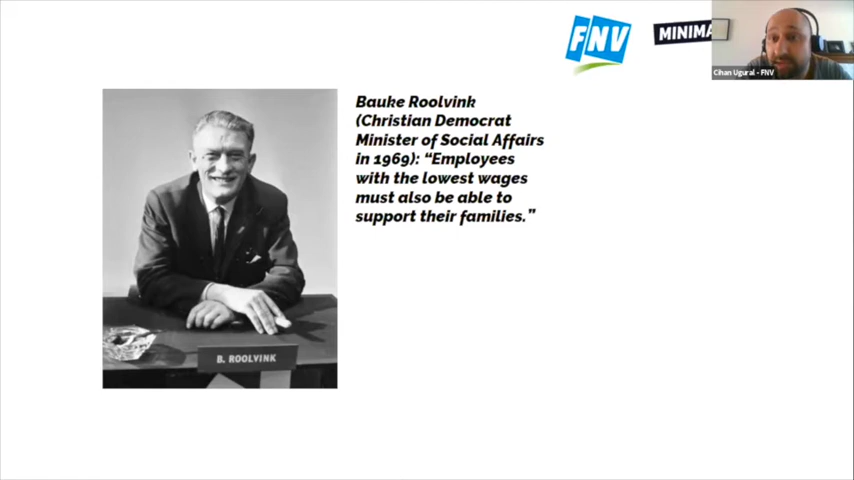 FNV
MINIMA
Cihan Ugural - FNV
Bauke Roolvink
(Christian Democrat
Minister of Social Affairs
in 1969): “Employees
with the lowest wages
must also be able to
support their families.”
B. ROOLVINK